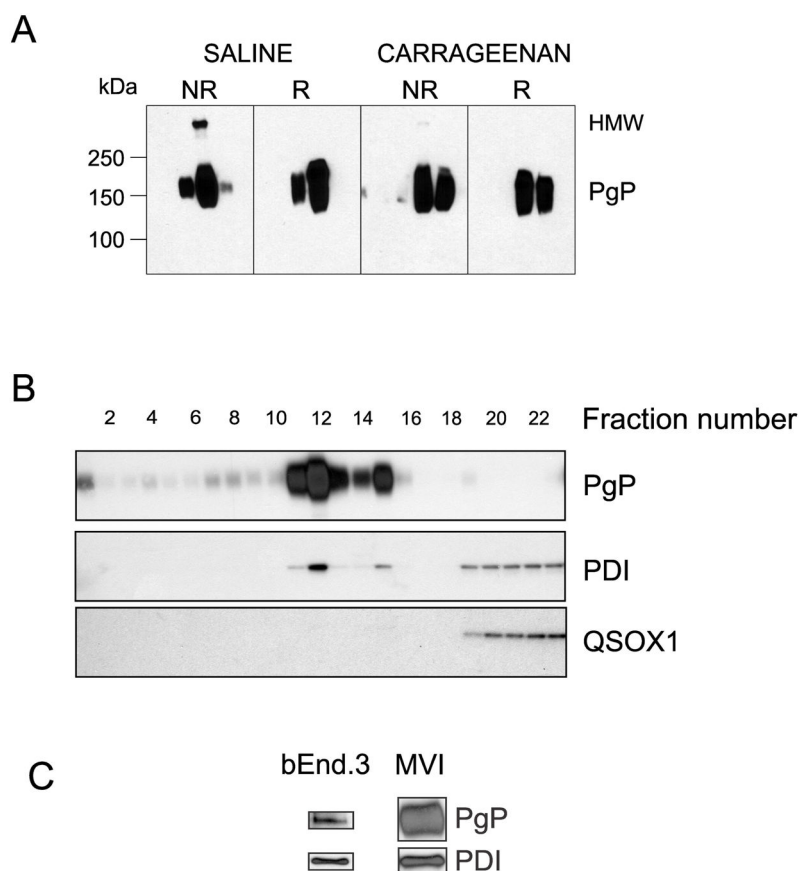 A
SALINE CARRAGEENAN
kDa NR R NR R
HMW
250
150 PgP
100
B
2 4 6 8 10 12 14 16 18 20 22 Fraction number
PgP
PDI
QSOX1
C
bEnd.3 MVI
PgP
PDI